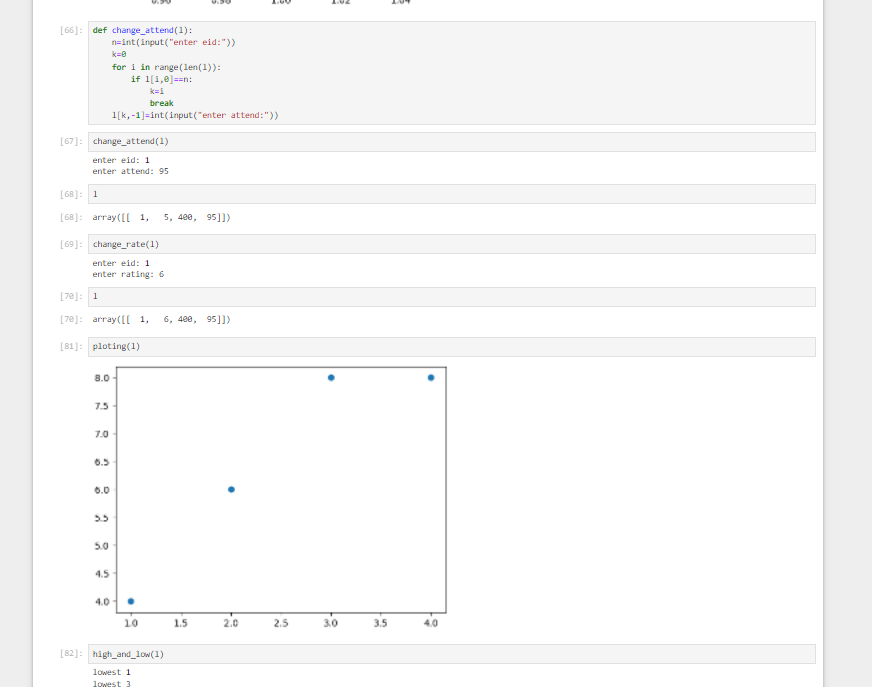 [66]:
def change_attend(l):
n=int(input("enter eid:"))
k=0
for i in range(len(l)):
if l[i,0]==n:
k=i
break
l[k,-1]=int(input("enter attend:"))
[67]:
change_attend(l)
enter eid: 1
enter attend: 95
[68]:
l
[68]:
array([[ 1, 5, 400, 95]])
[69]:
change_rate(l)
enter eid: 1
enter rating: 6
[70]:
l
[70]:
array([[ 1, 6, 400, 95]])
[81]:
ploting(l)
8.0
7.5
7.0
6.5
6.0
5.5
5.0
4.5
4.0
1.0 1.5 2.0 2.5 3.0 3.5 4.0
[82]:
high_and_low(l)
lowest 1
lowest 3